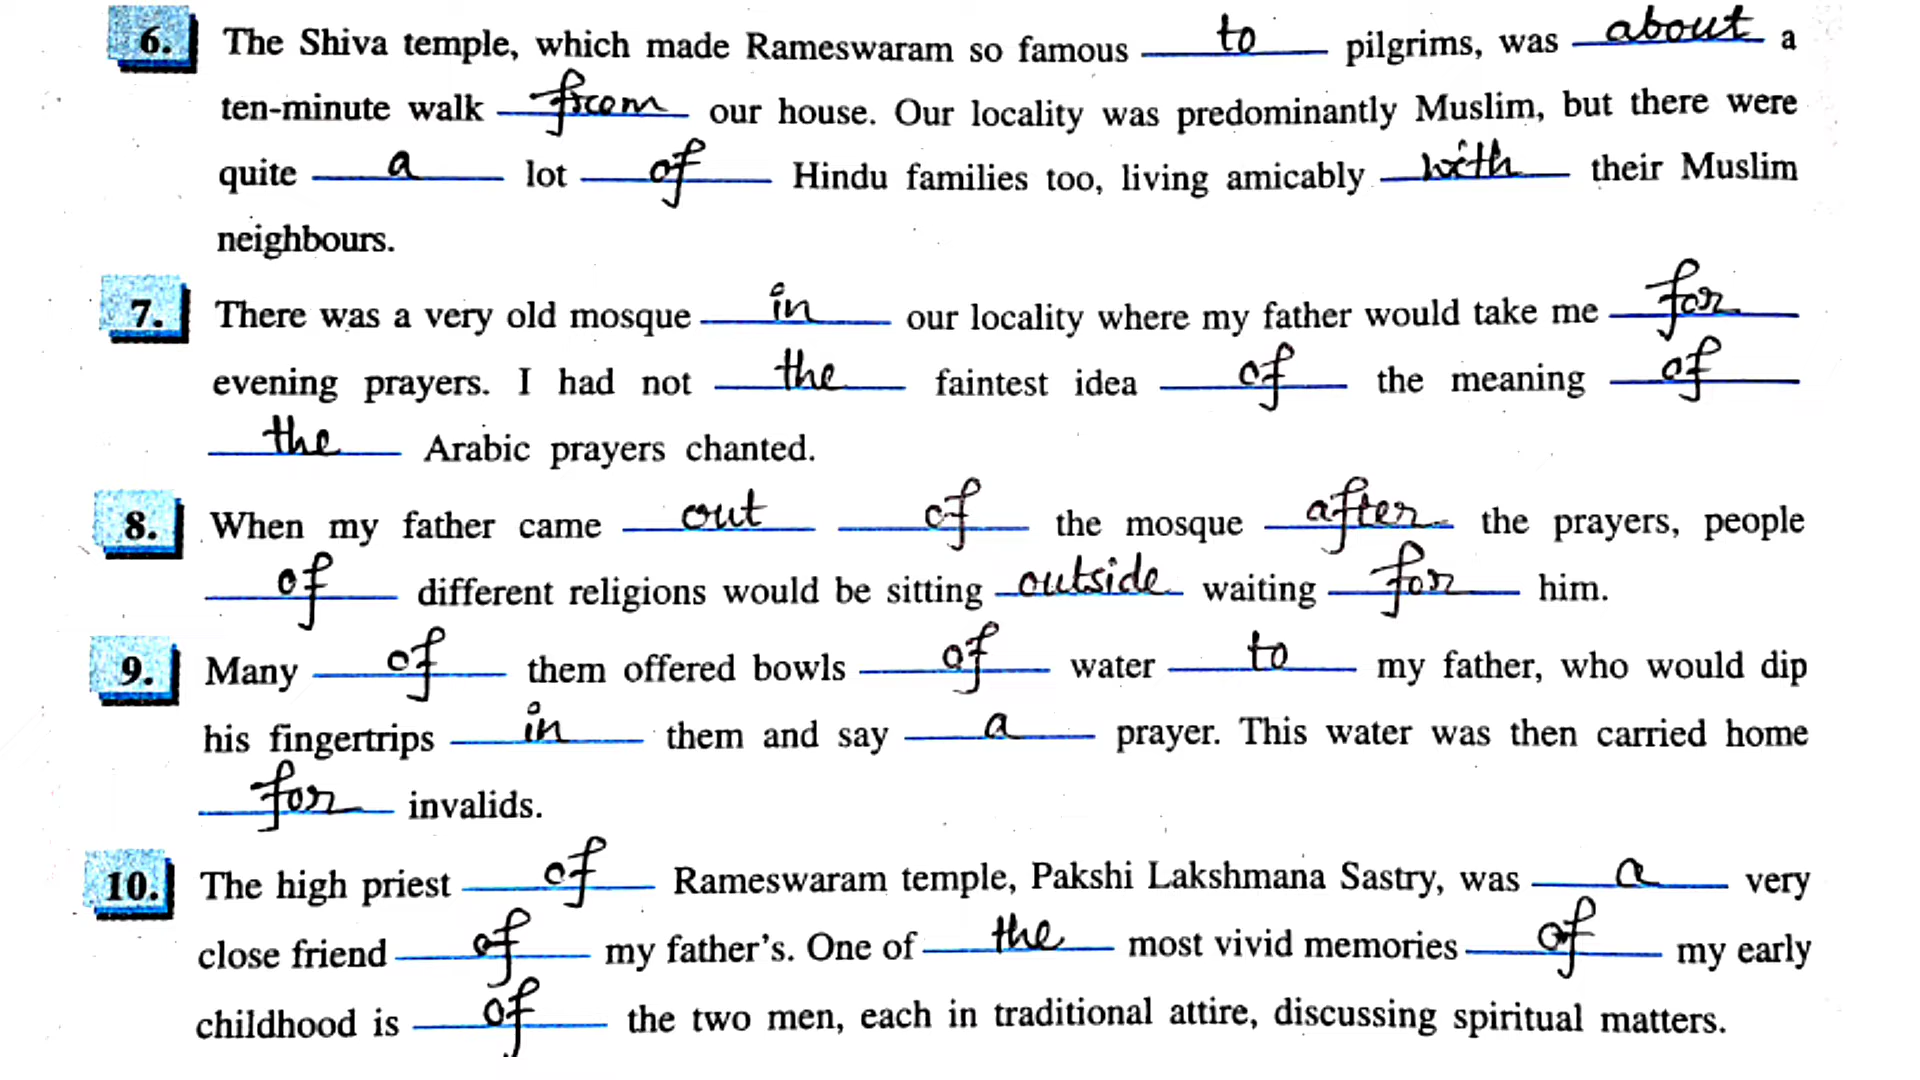 6. The Shiva temple, which made Rameswaram so famous to pilgrims, was about a
ten-minute walk from our house. Our locality was predominantly Muslim, but there were
quite a lot of Hindu families too, living amicably with their Muslim
neighbours.
7. There was a very old mosque in our locality where my father would take me for
evening prayers. I had not the faintest idea of the meaning of
the Arabic prayers chanted.
8. When my father came out of the mosque after the prayers, people
of different religions would be sitting outside waiting for him.
9. Many of them offered bowls of water to my father, who would dip
his fingertrips in them and say a prayer. This water was then carried home
for invalids.
10. The high priest of Rameswaram temple, Pakshi Lakshmana Sastry, was a very
close friend of my father's. One of the most vivid memories of my early
childhood is of the two men, each in traditional attire, discussing spiritual matters.